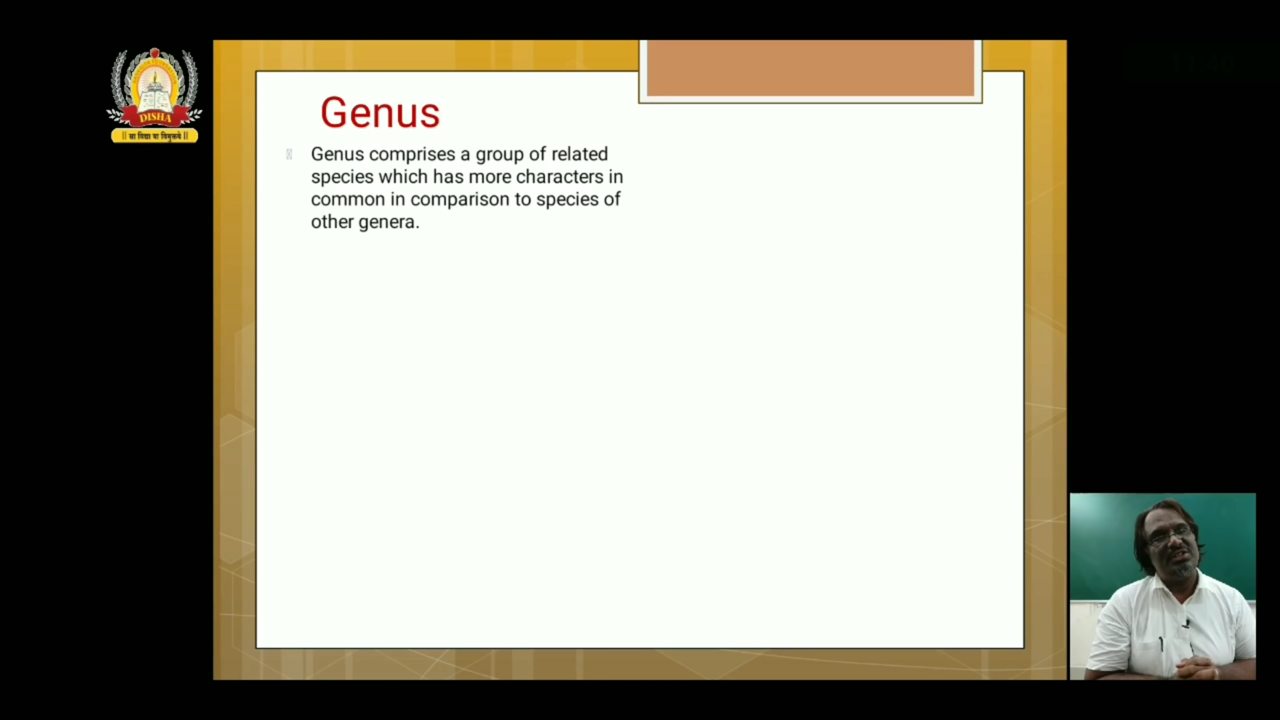 DISHA
|| सा विद्या या विमुक्तये ||
Genus
Genus comprises a group of related
species which has more characters in
common in comparison to species of
other genera.